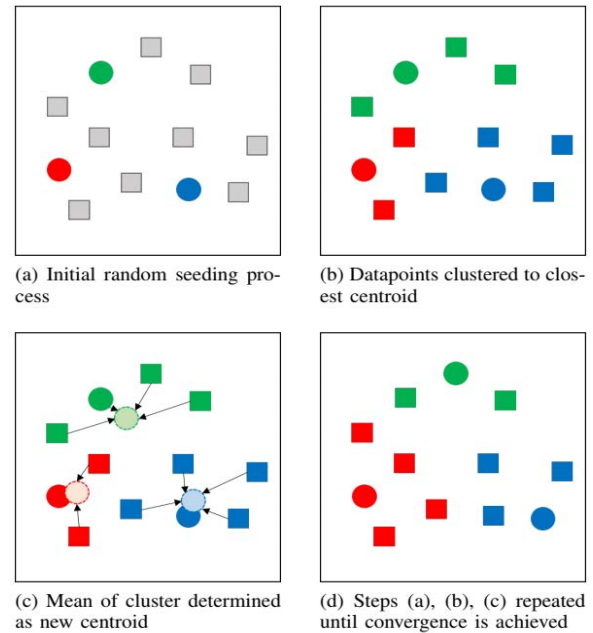 (a) Initial random seeding pro-
cess
(b) Datapoints clustered to clos-
est centroid
(c) Mean of cluster determined
as new centroid
(d) Steps (a), (b), (c) repeated
until convergence is achieved